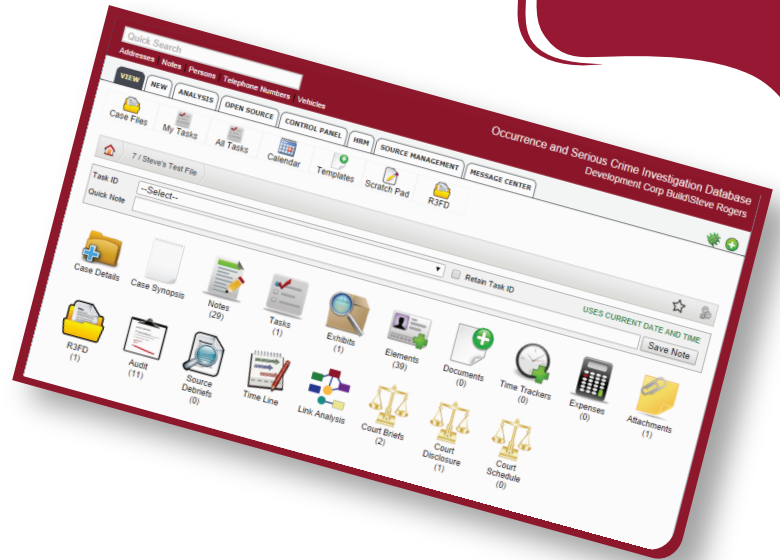 Quick Search
Addresses Notes Persons Telephone Numbers Vehicles
Occurrence and Serious Crime Investigation Database
Development Corp Build\Steve Rogers
VIEW NEW ANALYSIS OPEN SOURCE CONTROL PANEL HRM SOURCE MANAGEMENT MESSAGE CENTER
Case Files My Tasks All Tasks Calendar Templates Scratch Pad R3FD
7 / Steve's Test File
Task ID --Select-- Retain Task ID
USES CURRENT DATE AND TIME
Quick Note Save Note
Case Details Case Synopsis Notes Tasks Exhibits Elements Documents Time Trackers Expenses Attachments
(29) (1) (1) (39) (0) (0) (0) (1)
R3FD Audit Source Time Line Link Analysis Court Briefs Court Court
(1) (11) Debriefs (2) Disclosure Schedule
(0) (1) (0)